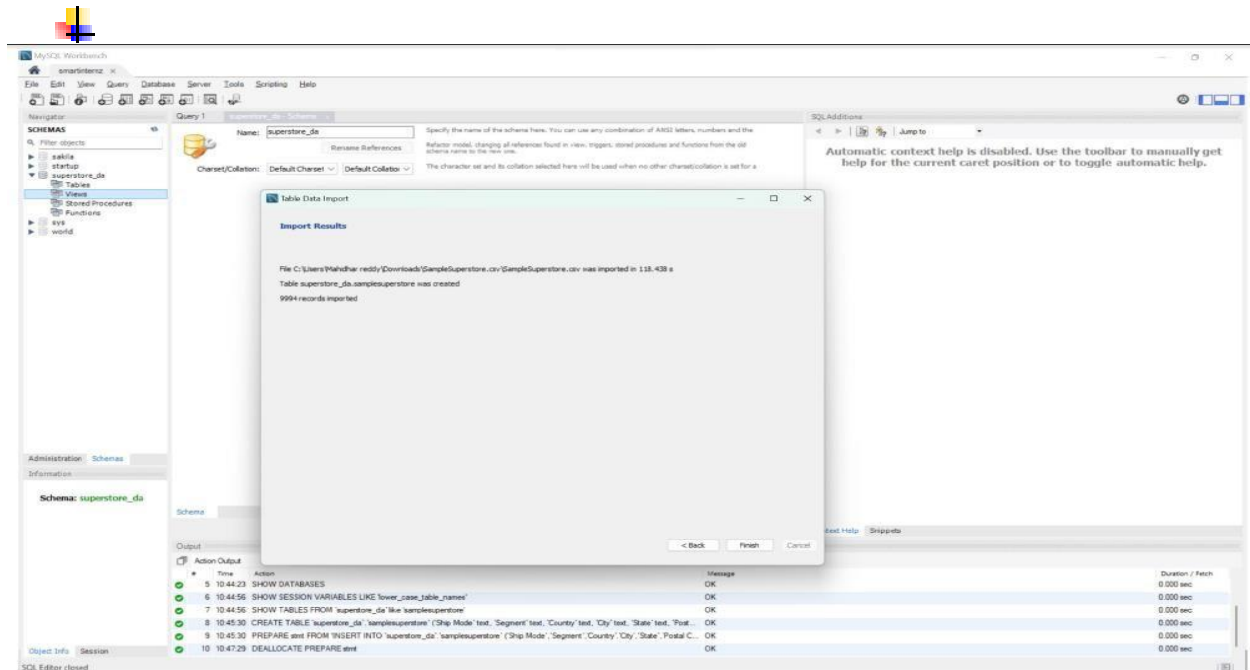 MySQL Workbench
smartinternz ×
File Edit View Query Database Server Tools Scripting Help
Navigator
SCHEMAS
Filter objects
sakila
startup
superstore_da
Tables
Views
Stored Procedures
Functions
sys
world
Administration Schemas
Information
Schema: superstore_da
Object Info Session
SQL Editor closed
Query 1 superstore_da - Schema ×
Name: superstore_da
Rename References
Charset/Collation: Default Charset Default Collation
Specify the name of the schema here. You can use any combination of ANSI letters, numbers and the
Refactor model, changing all references found in view, triggers, stored procedures and functions from the old
schema name to the new one.
The character set and its collation selected here will be used when no other charset/collation is set for a
Table Data Import
Import Results
File C:\Users\Mahidhar reddy\Downloads\SampleSuperstore.csv\SampleSuperstore.csv was imported in 118.438 s
Table superstore_da.samplesuperstore was created
9994 records imported
< Back Finish Cancel
Schema
SQLAdditions
Jump to
Automatic context help is disabled. Use the toolbar to manually get
help for the current caret position or to toggle automatic help.
text Help Snippets
Output
Action Output
# Time Action Message Duration / Fetch
5 10:44:23 SHOW DATABASES OK 0.000 sec
6 10:44:56 SHOW SESSION VARIABLES LIKE 'lower_case_table_names' OK 0.000 sec
7 10:44:56 SHOW TABLES FROM `superstore_da` like 'samplesuperstore' OK 0.000 sec
8 10:45:30 CREATE TABLE `superstore_da`.`samplesuperstore` (`Ship Mode` text, `Segment` text, `Country` text, `City` text, `State` text, `Post... OK 0.000 sec
9 10:45:30 PREPARE stmt FROM 'INSERT INTO `superstore_da`.`samplesuperstore` (`Ship Mode`,`Segment`,`Country`,`City`,`State`,`Postal C... OK 0.000 sec
10 10:47:29 DEALLOCATE PREPARE stmt OK 0.000 sec